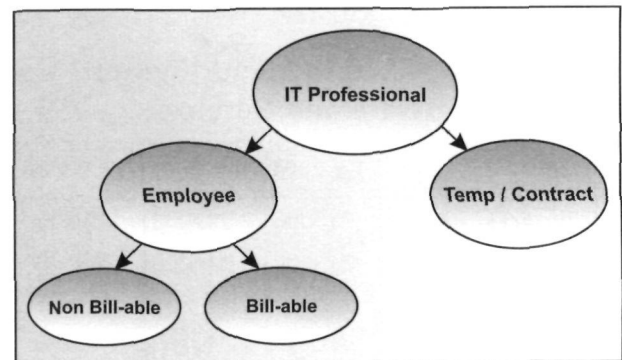 IT Professional
Employee
Temp / Contract
Non Bill-able
Bill-able